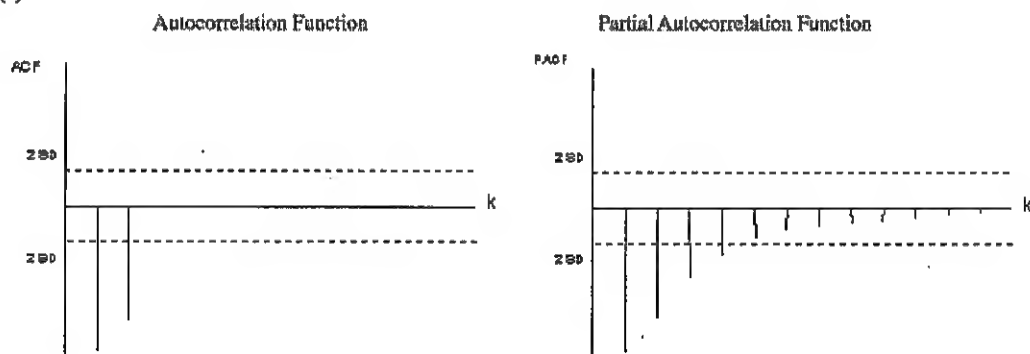 Autocorrelation Function
Partial Autocorrelation Function
ACF
PACF
2SD
2SD
k
k
2SD
2SD